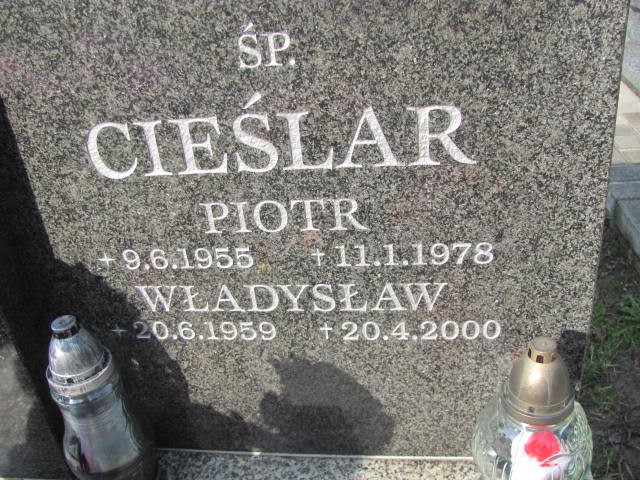 ŚP.
CIEŚLAR
PIOTR
+ 9.6.1955 † 11.1.1978
WŁADYSŁAW
+ 20.6.1959 † 20.4.2000